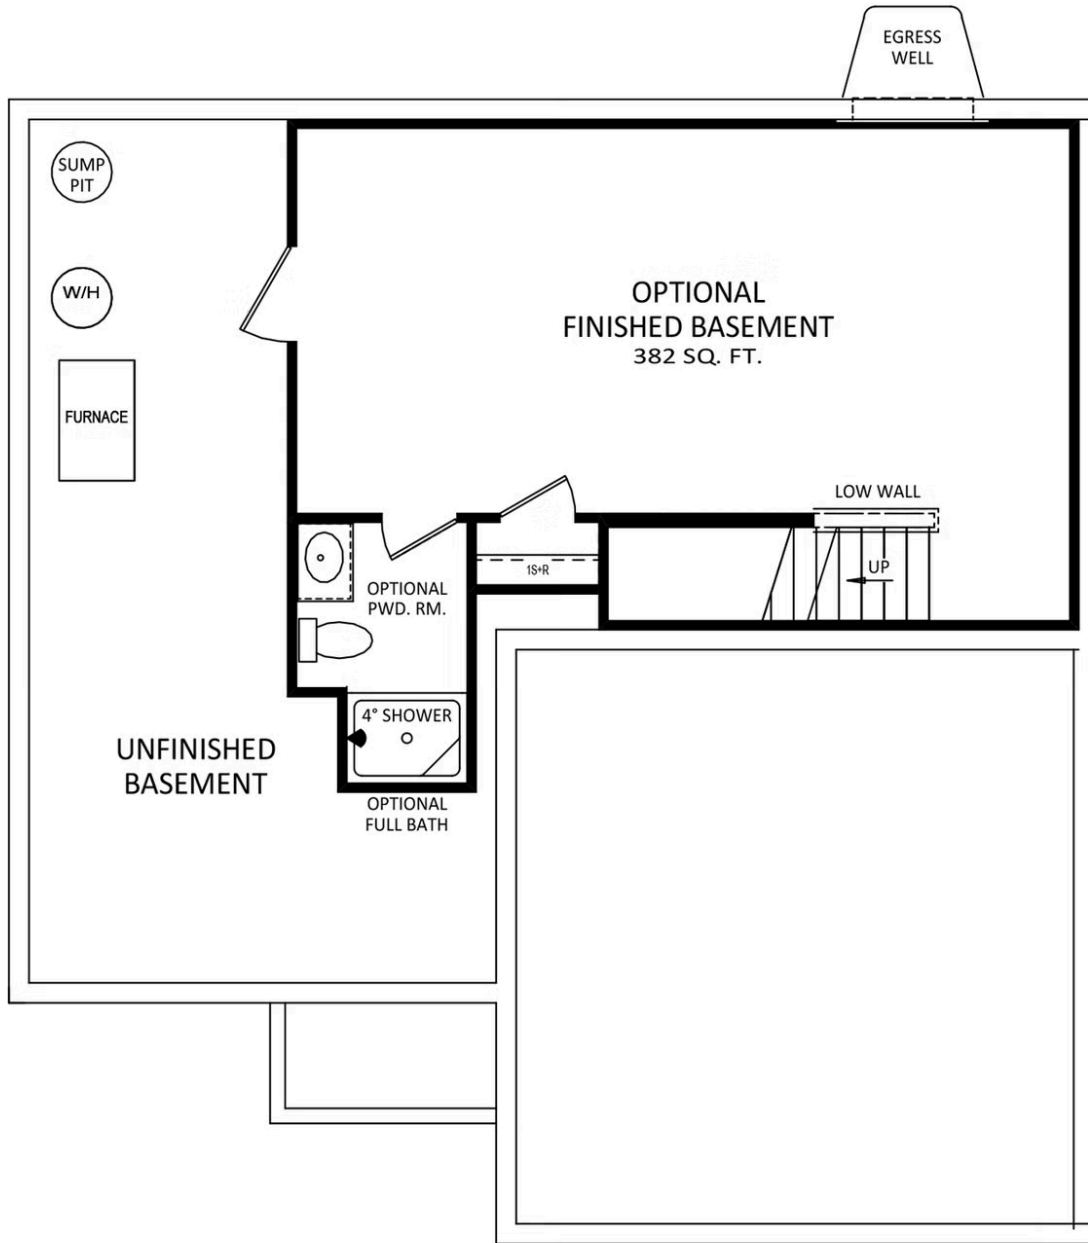 EGRESS
WELL
SUMP
PIT
W/H
FURNACE
OPTIONAL
FINISHED BASEMENT
382 SQ. FT.
LOW WALL
UP
1S+R
OPTIONAL
PWD. RM.
4° SHOWER
OPTIONAL
FULL BATH
UNFINISHED
BASEMENT